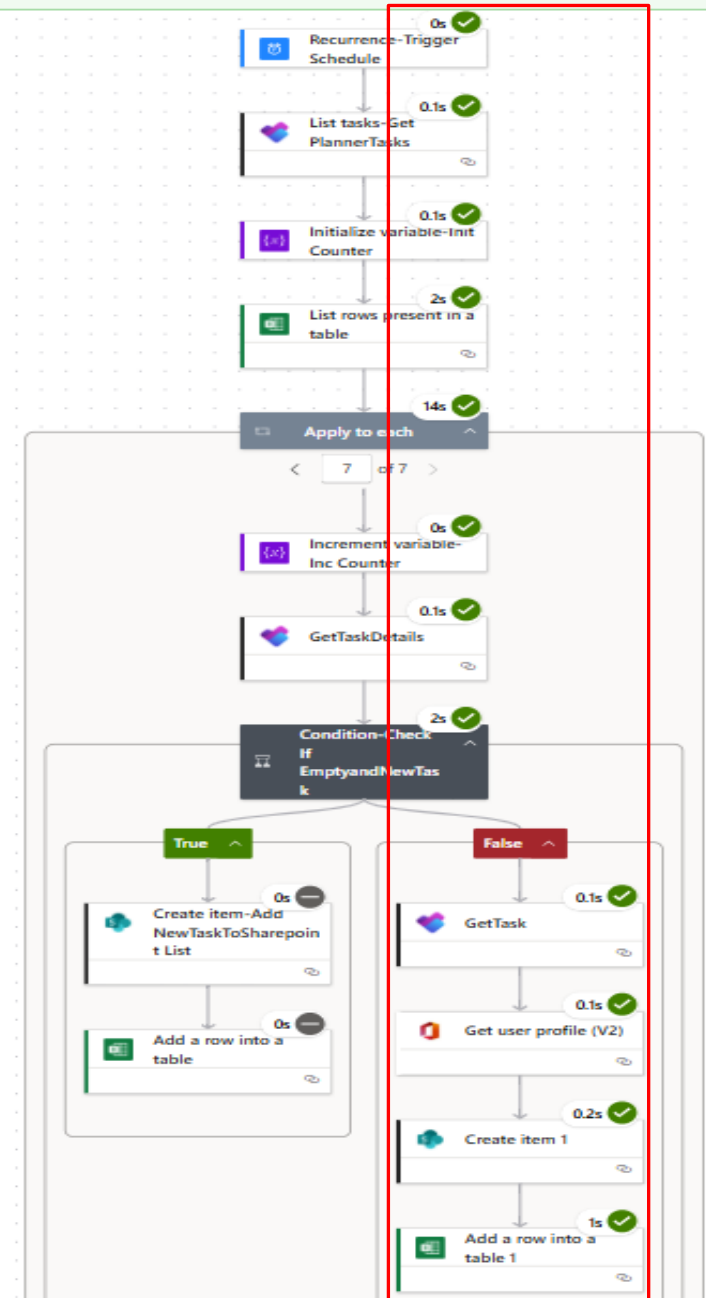 0s
Recurrence-Trigger
Schedule
0.1s
List tasks-Get
PlannerTasks
0.1s
{x}
Initialize variable-Init
Counter
2s
List rows present in a
table
14s
Apply to each
7 of 7
0s
{x}
Increment variable-
Inc Counter
0.1s
GetTaskDetails
2s
Condition-Check
If
EmptyandNewTas
k
True
False
0s
Create item-Add
NewTaskToSharepoin
t List
0s
Add a row into a
table
0.1s
GetTask
0.1s
Get user profile (V2)
0.2s
Create item 1
1s
Add a row into a
table 1